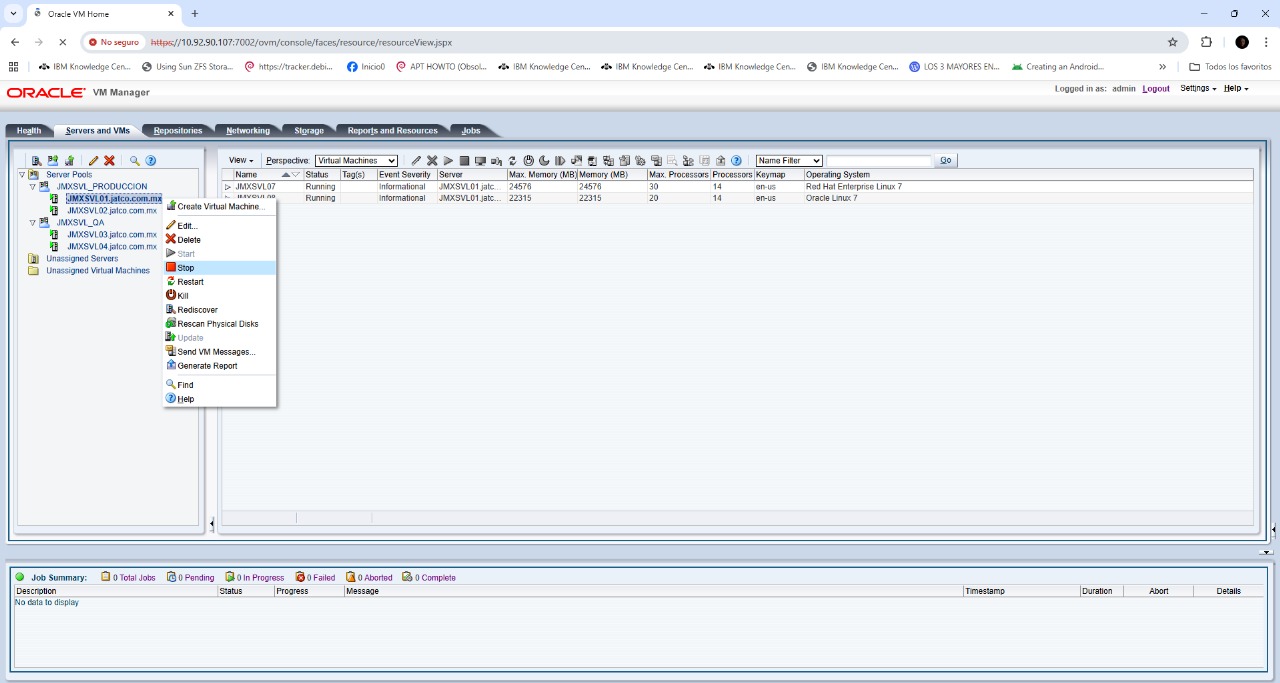 Oracle VM Home
No seguro https://10.92.90.107:7002/ovm/console/faces/resource/resourceView.jspx
IBM Knowledge Cen... Using Sun ZFS Stora... https://tracker.debi... Inicio0 APT HOWTO (Obsol... IBM Knowledge Cen... IBM Knowledge Cen... IBM Knowledge Cen... IBM Knowledge Cen... LOS 3 MAYORES EN... Creating an Android... » Todos los favoritos
ORACLE VM Manager Logged in as: admin Logout Settings Help
Health Servers and VMs Repositories Networking Storage Reports and Resources Jobs
View Perspective: Virtual Machines Name Filter Go
Server Pools
JMXSVL_PRODUCCION
JMXSVL01.jatco.com.mx
JMXSVL02.jatco.com.mx
JMXSVL_QA
JMXSVL03.jatco.com.mx
JMXSVL04.jatco.com.mx
Unassigned Servers
Unassigned Virtual Machines
Create Virtual Machine...
Edit...
Delete
Start
Stop
Restart
Kill
Rediscover
Rescan Physical Disks
Update
Send VM Messages...
Generate Report
Find
Help
Name Status Tag(s) Event Severity Server Max. Memory (MB) Memory (MB) Max. Processors Processors Keymap Operating System
JMXSVL07 Running Informational JMXSVL01.jatc... 24576 24576 30 14 en-us Red Hat Enterprise Linux 7
JMXSVL08 Running Informational JMXSVL01.jatc... 22315 22315 20 14 en-us Oracle Linux 7
Job Summary: 0 Total Jobs 0 Pending 0 In Progress 0 Failed 0 Aborted 0 Complete
Description Status Progress Message Timestamp Duration Abort Details
No data to display